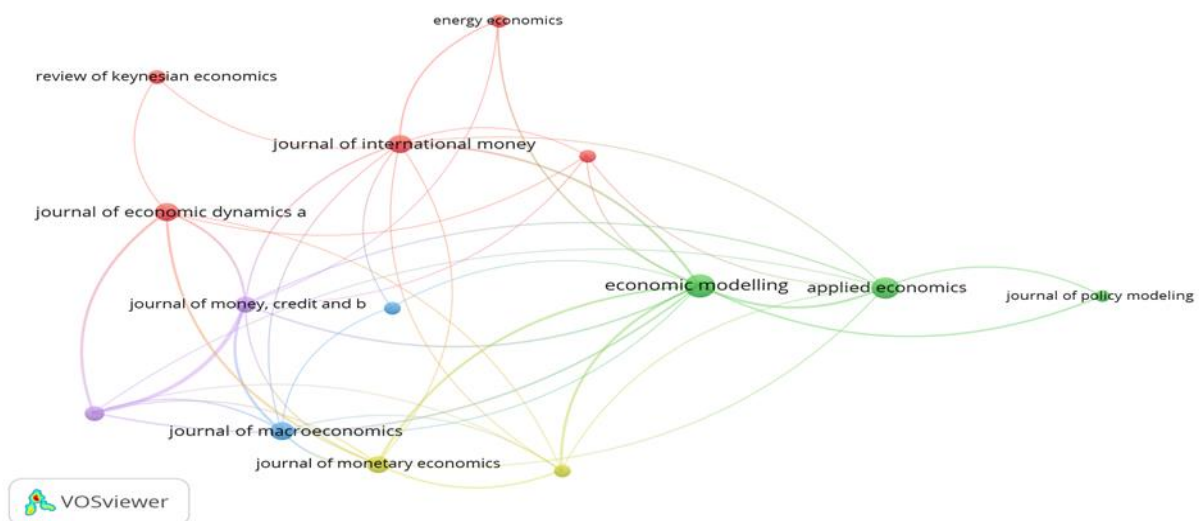 energy economics
review of keynesian economics
journal of international money
journal of economic dynamics a
economic modelling
applied economics
journal of policy modeling
journal of money, credit and b
journal of macroeconomics
journal of monetary economics
VOSviewer